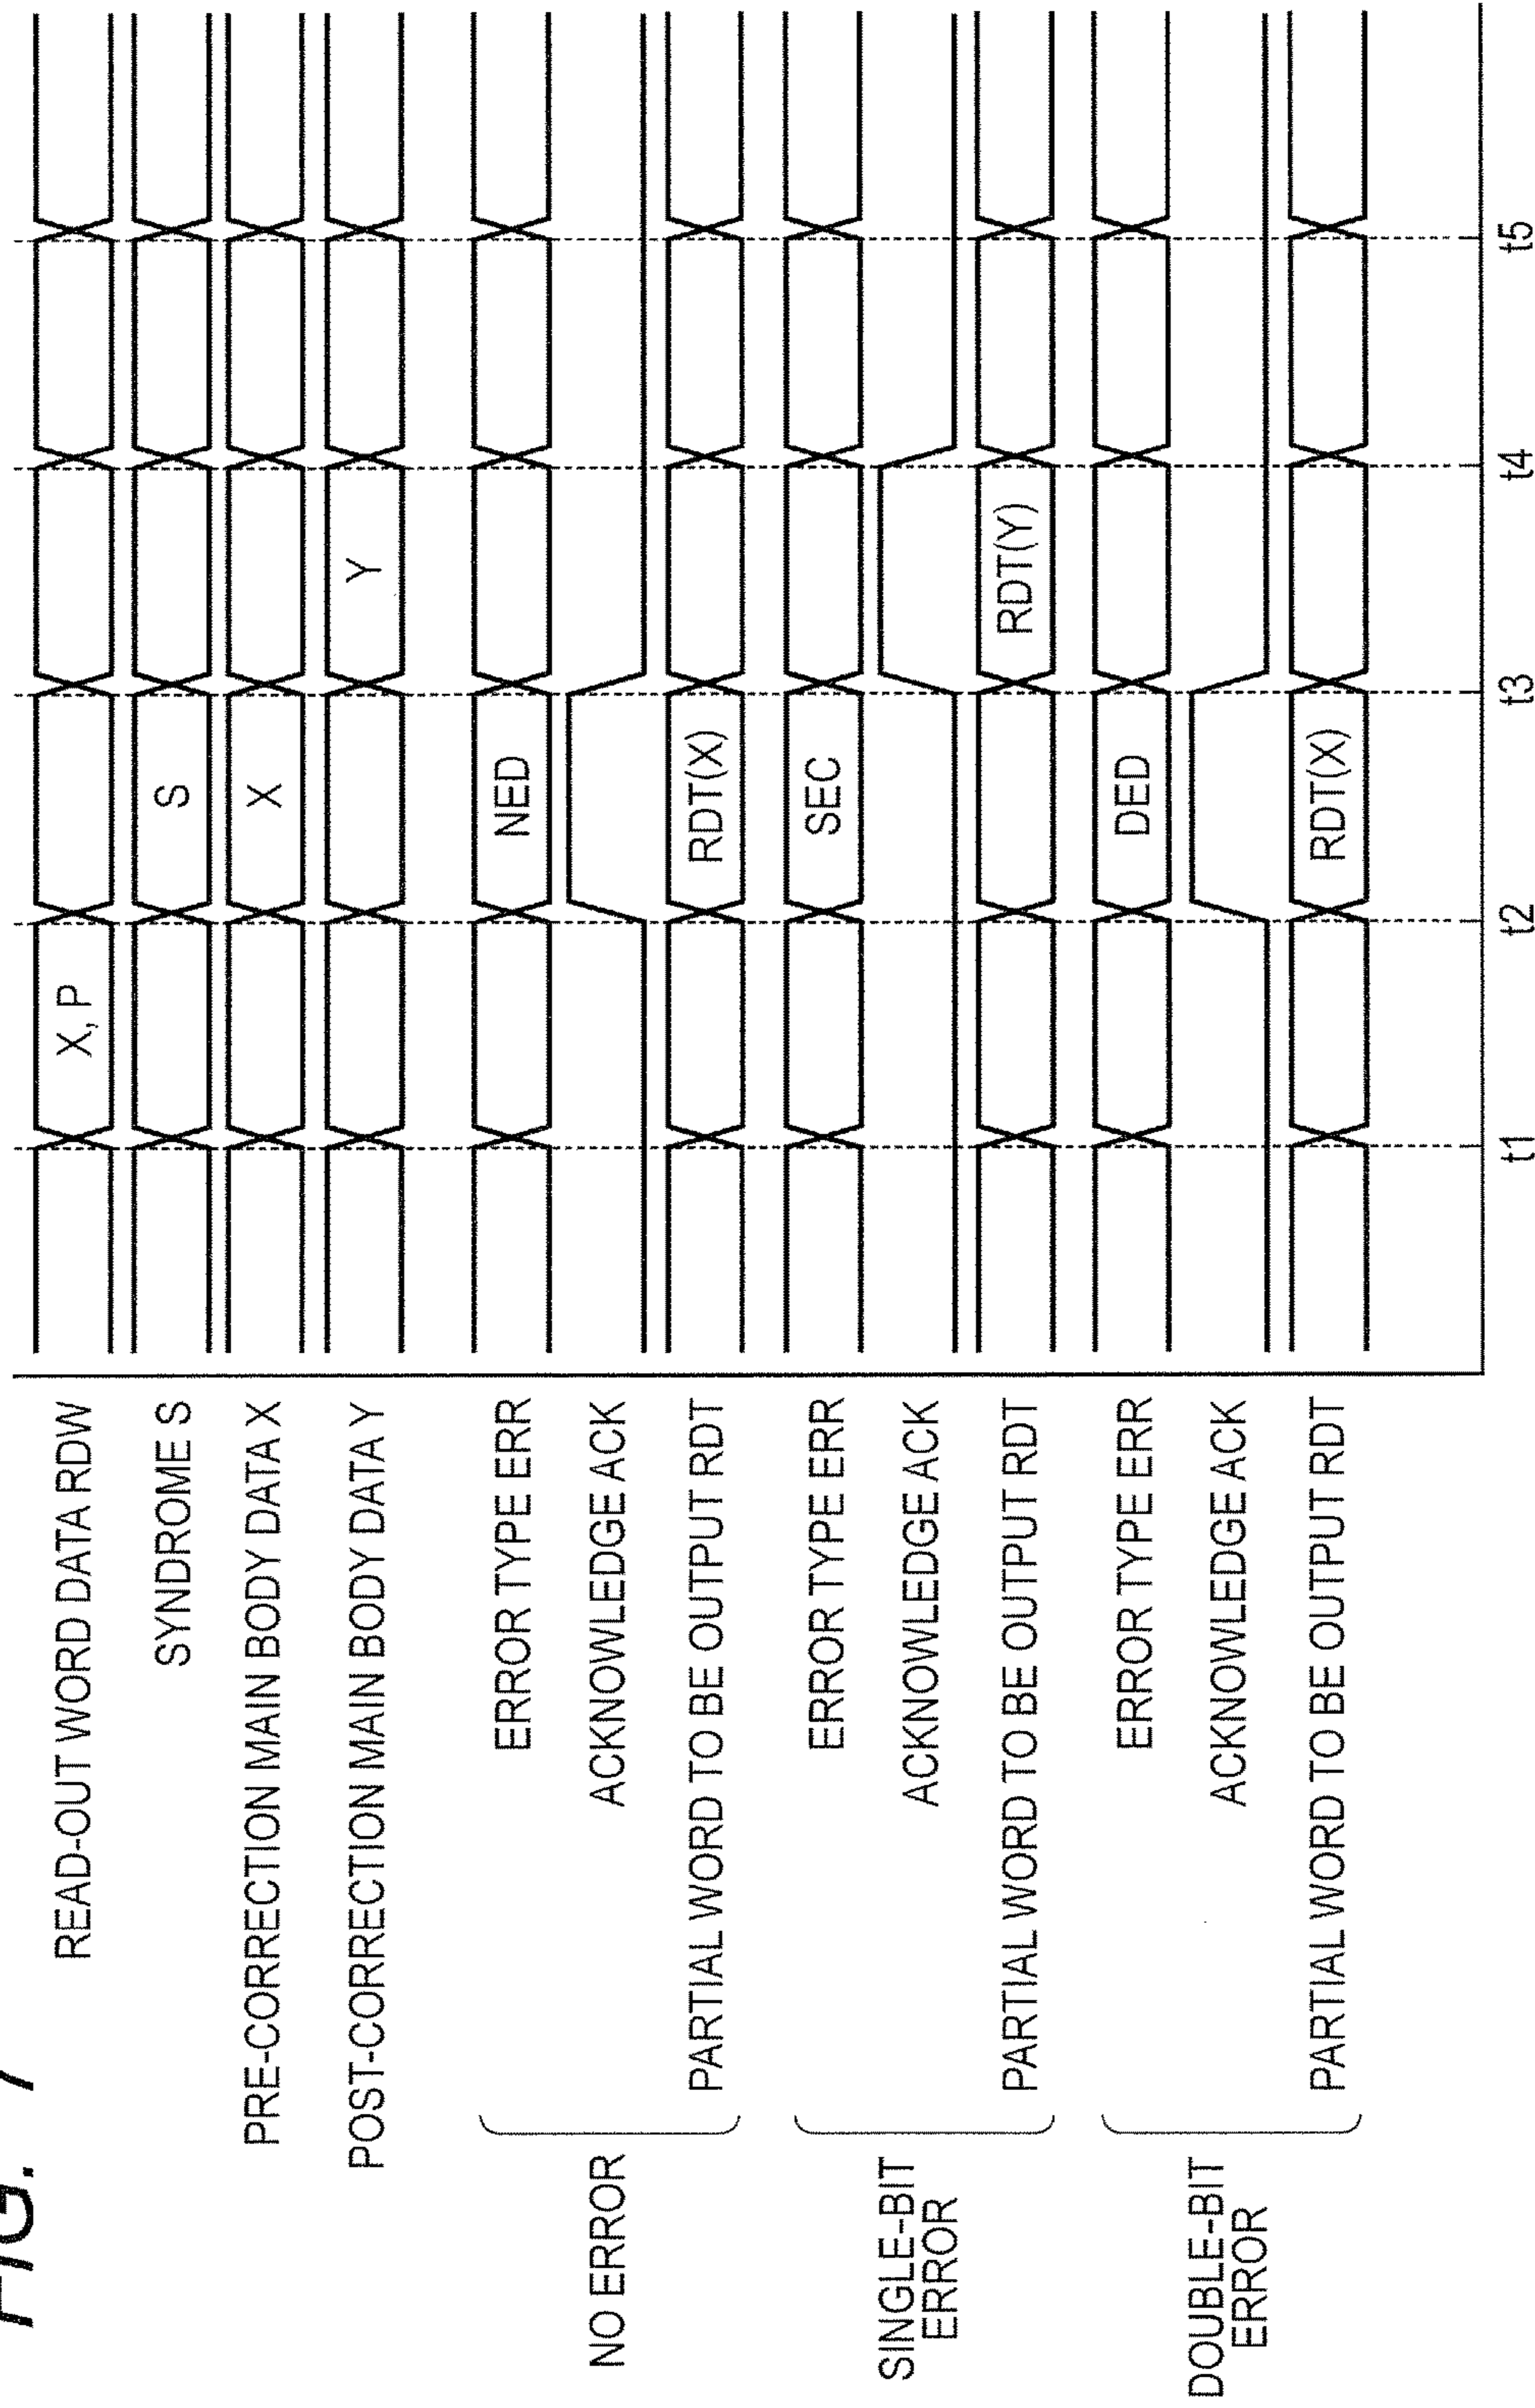 FIG. 7
READ-OUT WORD DATA RDW
X, P
SYNDROME S
S
PRE-CORRECTION MAIN BODY DATA X
X
POST-CORRECTION MAIN BODY DATA Y
Y
NO ERROR
ERROR TYPE ERR
NED
ACKNOWLEDGE ACK
PARTIAL WORD TO BE OUTPUT RDT
RDT(X)
SINGLE-BIT
ERROR
ERROR TYPE ERR
SEC
ACKNOWLEDGE ACK
PARTIAL WORD TO BE OUTPUT RDT
RDT(Y)
DOUBLE-BIT
ERROR
ERROR TYPE ERR
DED
ACKNOWLEDGE ACK
PARTIAL WORD TO BE OUTPUT RDT
RDT(X)
t1 t2 t3 t4 t5